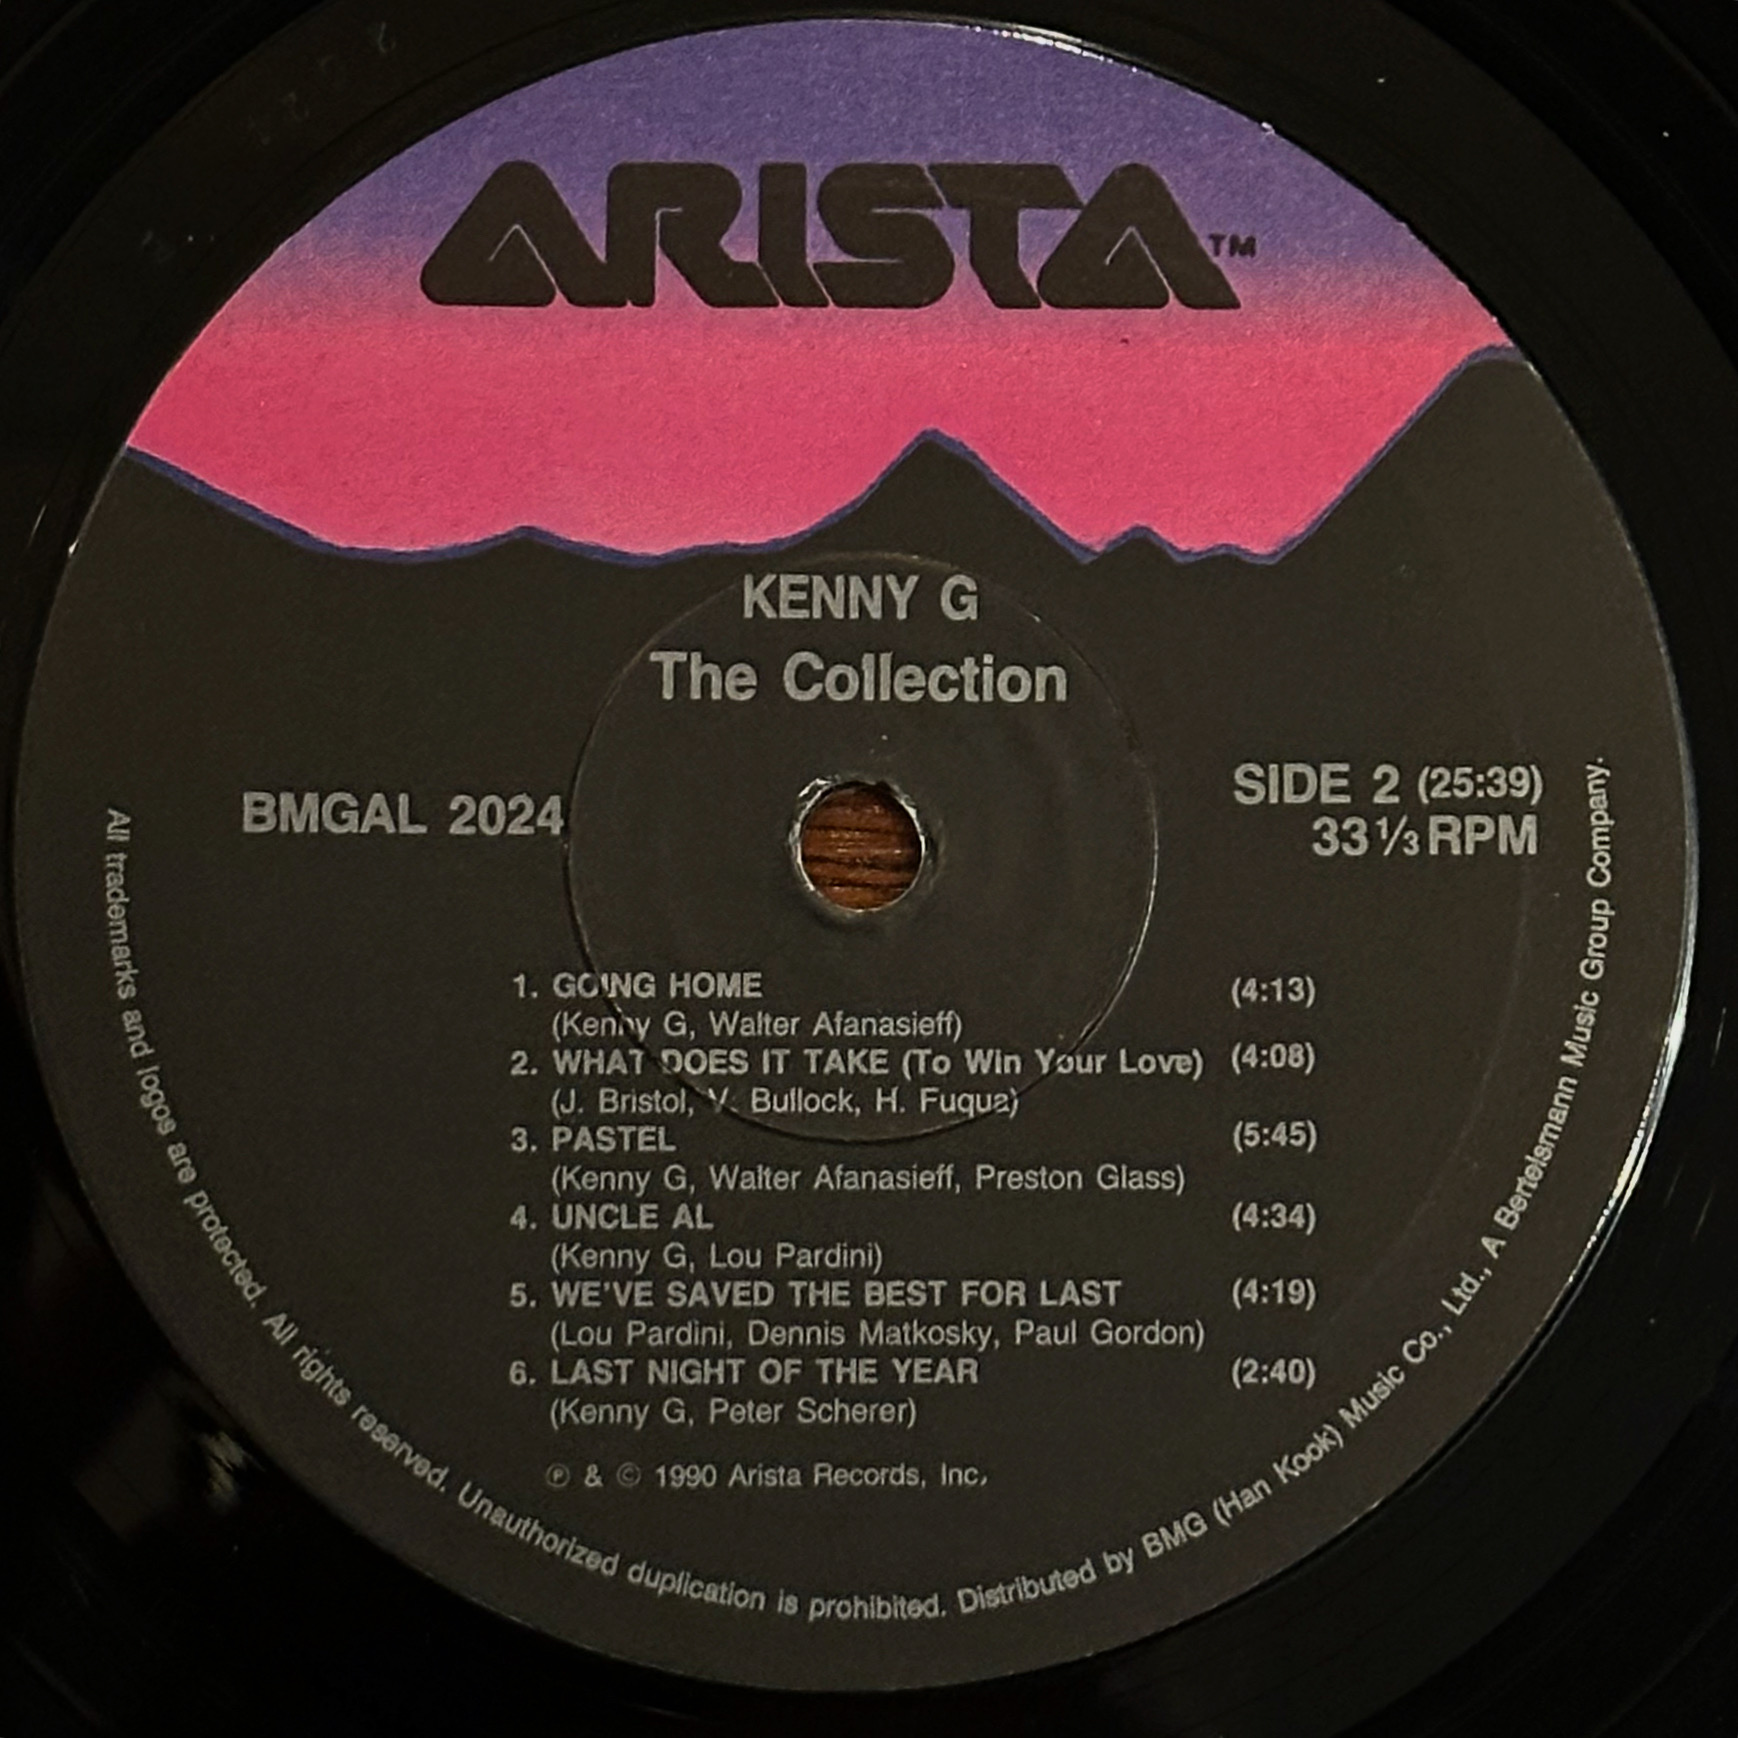 ARISTA™
KENNY G
The Collection
BMGAL 2024
SIDE 2 (25:39)
33⅓ RPM
1. GOING HOME (4:13)
(Kenny G, Walter Afanasieff)
2. WHAT DOES IT TAKE (To Win Your Love) (4:08)
(J. Bristol, V. Bullock, H. Fuqua)
3. PASTEL (5:45)
(Kenny G, Walter Afanasieff, Preston Glass)
4. UNCLE AL (4:34)
(Kenny G, Lou Pardini)
5. WE'VE SAVED THE BEST FOR LAST (4:19)
(Lou Pardini, Dennis Matkosky, Paul Gordon)
6. LAST NIGHT OF THE YEAR (2:40)
(Kenny G, Peter Scherer)
℗ & © 1990 Arista Records, Inc.
All trademarks and logos are protected. All rights reserved. Unauthorized duplication is prohibited. Distributed by BMG (Han Kook) Music Co., Ltd., A Bertelsmann Music Group Company.